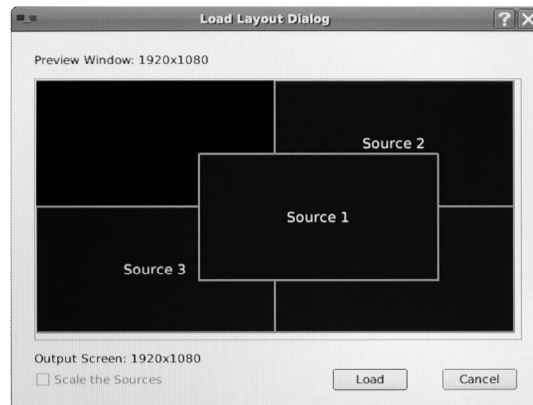 Load Layout Dialog
Preview Window: 1920x1080
Source 2
Source 1
Source 3
Output Screen: 1920x1080
Scale the Sources
Load
Cancel